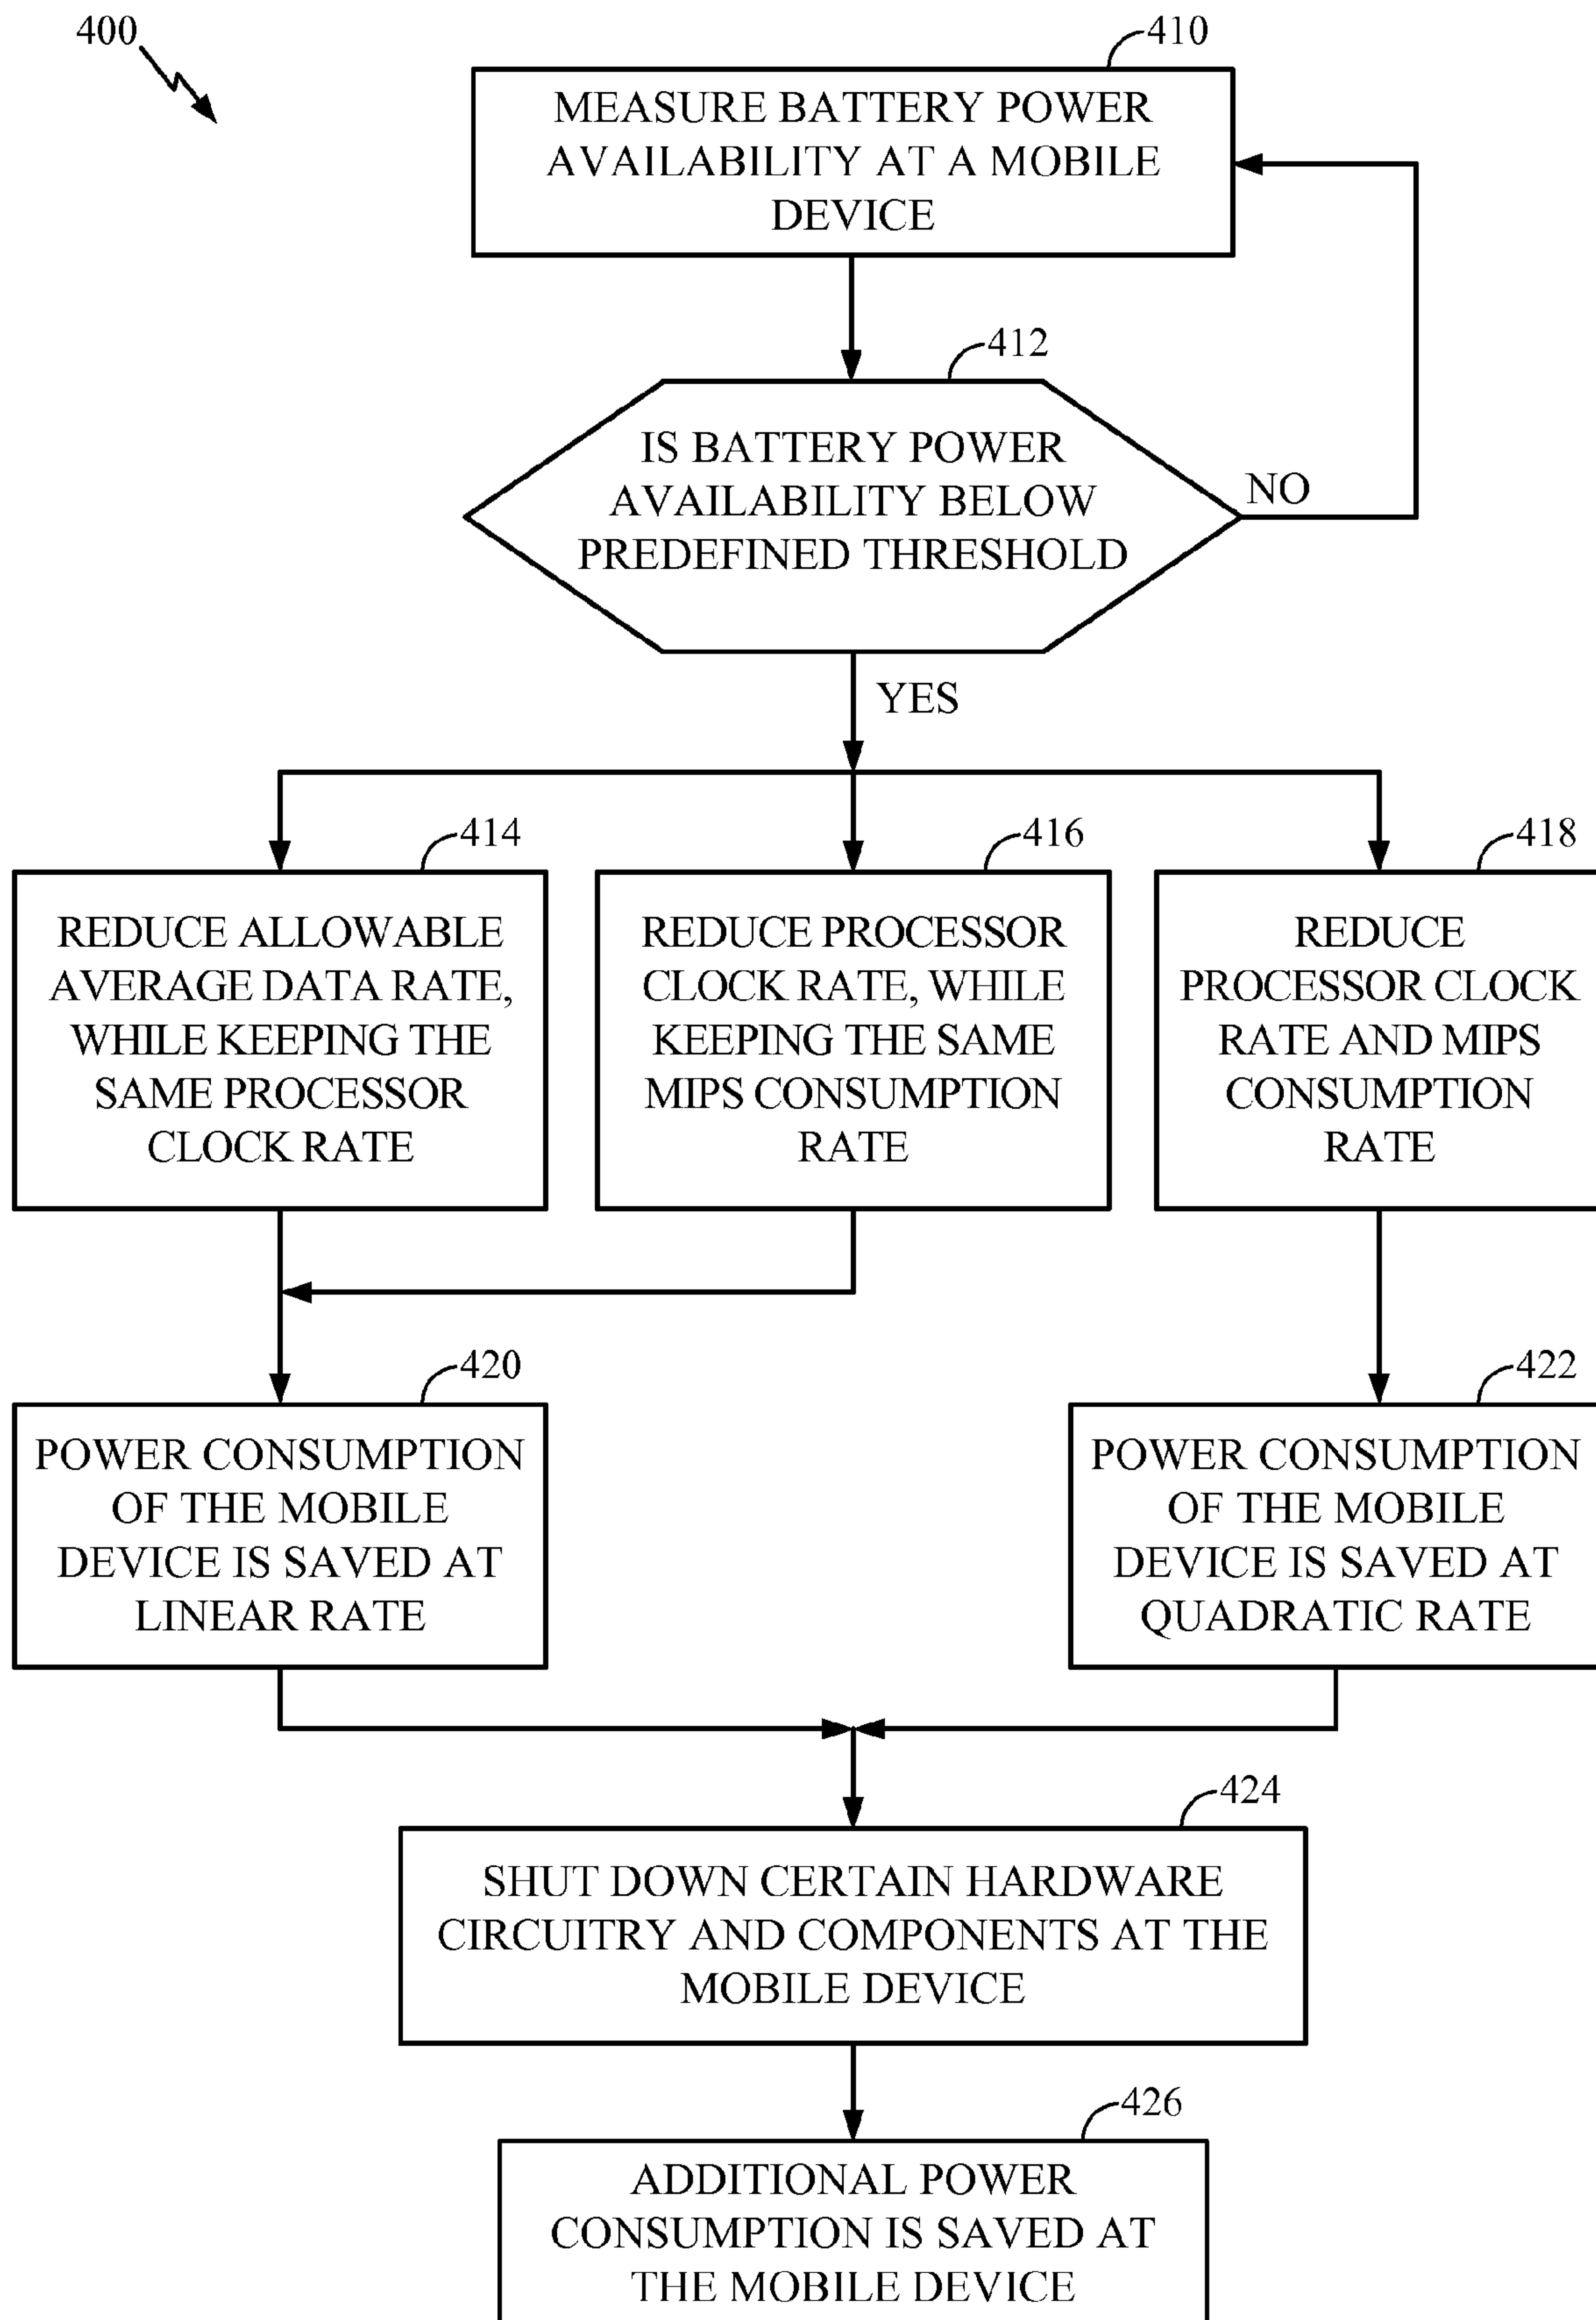 400
410
MEASURE BATTERY POWER
AVAILABILITY AT A MOBILE
DEVICE
412
IS BATTERY POWER
AVAILABILITY BELOW
PREDEFINED THRESHOLD
NO
YES
414
REDUCE ALLOWABLE
AVERAGE DATA RATE,
WHILE KEEPING THE
SAME PROCESSOR
CLOCK RATE
416
REDUCE PROCESSOR
CLOCK RATE, WHILE
KEEPING THE SAME
MIPS CONSUMPTION
RATE
418
REDUCE
PROCESSOR CLOCK
RATE AND MIPS
CONSUMPTION
RATE
420
POWER CONSUMPTION
OF THE MOBILE
DEVICE IS SAVED AT
LINEAR RATE
422
POWER CONSUMPTION
OF THE MOBILE
DEVICE IS SAVED AT
QUADRATIC RATE
424
SHUT DOWN CERTAIN HARDWARE
CIRCUITRY AND COMPONENTS AT THE
MOBILE DEVICE
426
ADDITIONAL POWER
CONSUMPTION IS SAVED AT
THE MOBILE DEVICE